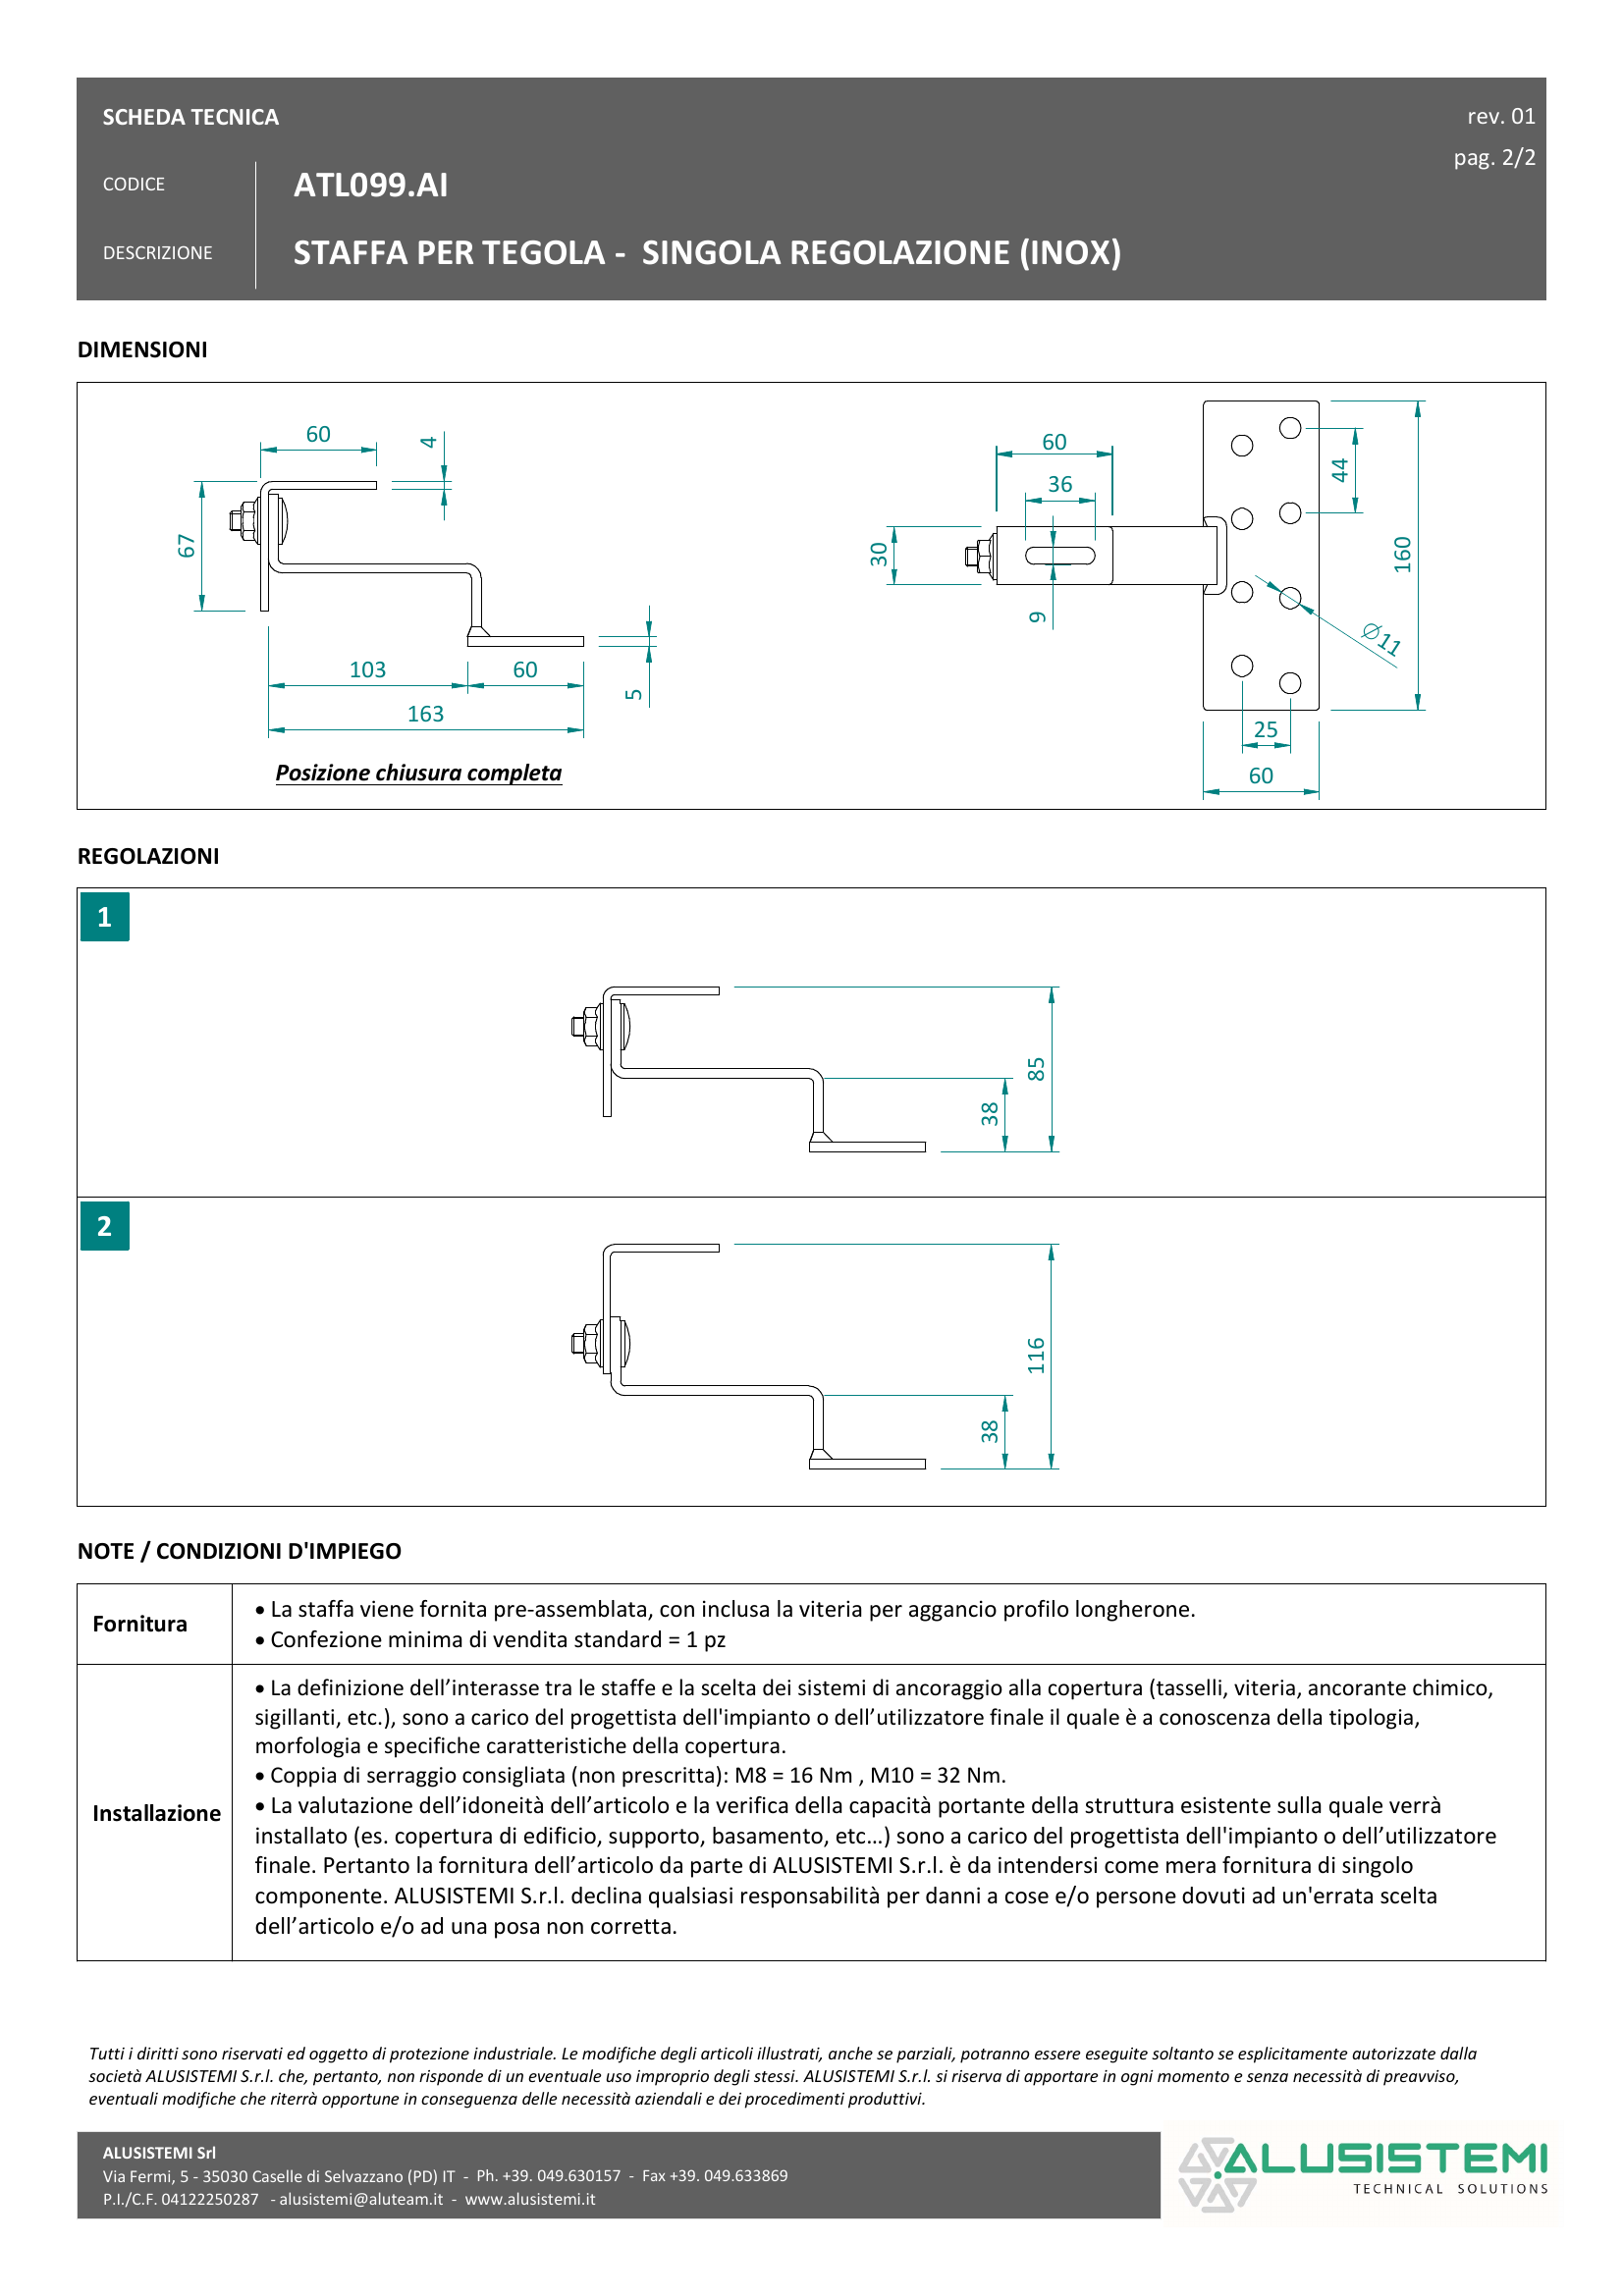 SCHEDA TECNICA
rev. 01
pag. 2/2
CODICE
ATL099.AI
DESCRIZIONE
STAFFA PER TEGOLA - SINGOLA REGOLAZIONE (INOX)
DIMENSIONI
60
4
67
103
60
163
5
Posizione chiusura completa
60
36
30
9
44
160
Ø11
25
60
REGOLAZIONI
1
85
38
2
116
38
NOTE / CONDIZIONI D'IMPIEGO
Fornitura
• La staffa viene fornita pre-assemblata, con inclusa la viteria per aggancio profilo longherone.
• Confezione minima di vendita standard = 1 pz
Installazione
• La definizione dell’interasse tra le staffe e la scelta dei sistemi di ancoraggio alla copertura (tasselli, viteria, ancorante chimico,
sigillanti, etc.), sono a carico del progettista dell'impianto o dell’utilizzatore finale il quale è a conoscenza della tipologia,
morfologia e specifiche caratteristiche della copertura.
• Coppia di serraggio consigliata (non prescritta): M8 = 16 Nm , M10 = 32 Nm.
• La valutazione dell’idoneità dell’articolo e la verifica della capacità portante della struttura esistente sulla quale verrà
installato (es. copertura di edificio, supporto, basamento, etc…) sono a carico del progettista dell'impianto o dell’utilizzatore
finale. Pertanto la fornitura dell’articolo da parte di ALUSISTEMI S.r.l. è da intendersi come mera fornitura di singolo
componente. ALUSISTEMI S.r.l. declina qualsiasi responsabilità per danni a cose e/o persone dovuti ad un'errata scelta
dell’articolo e/o ad una posa non corretta.
Tutti i diritti sono riservati ed oggetto di protezione industriale. Le modifiche degli articoli illustrati, anche se parziali, potranno essere eseguite soltanto se esplicitamente autorizzate dalla
società ALUSISTEMI S.r.l. che, pertanto, non risponde di un eventuale uso improprio degli stessi. ALUSISTEMI S.r.l. si riserva di apportare in ogni momento e senza necessità di preavviso,
eventuali modifiche che riterrà opportune in conseguenza delle necessità aziendali e dei procedimenti produttivi.
ALUSISTEMI Srl
Via Fermi, 5 - 35030 Caselle di Selvazzano (PD) IT - Ph. +39. 049.630157 - Fax +39. 049.633869
P.I./C.F. 04122250287 - alusistemi@aluteam.it - www.alusistemi.it
ALUSISTEMI
TECHNICAL SOLUTIONS